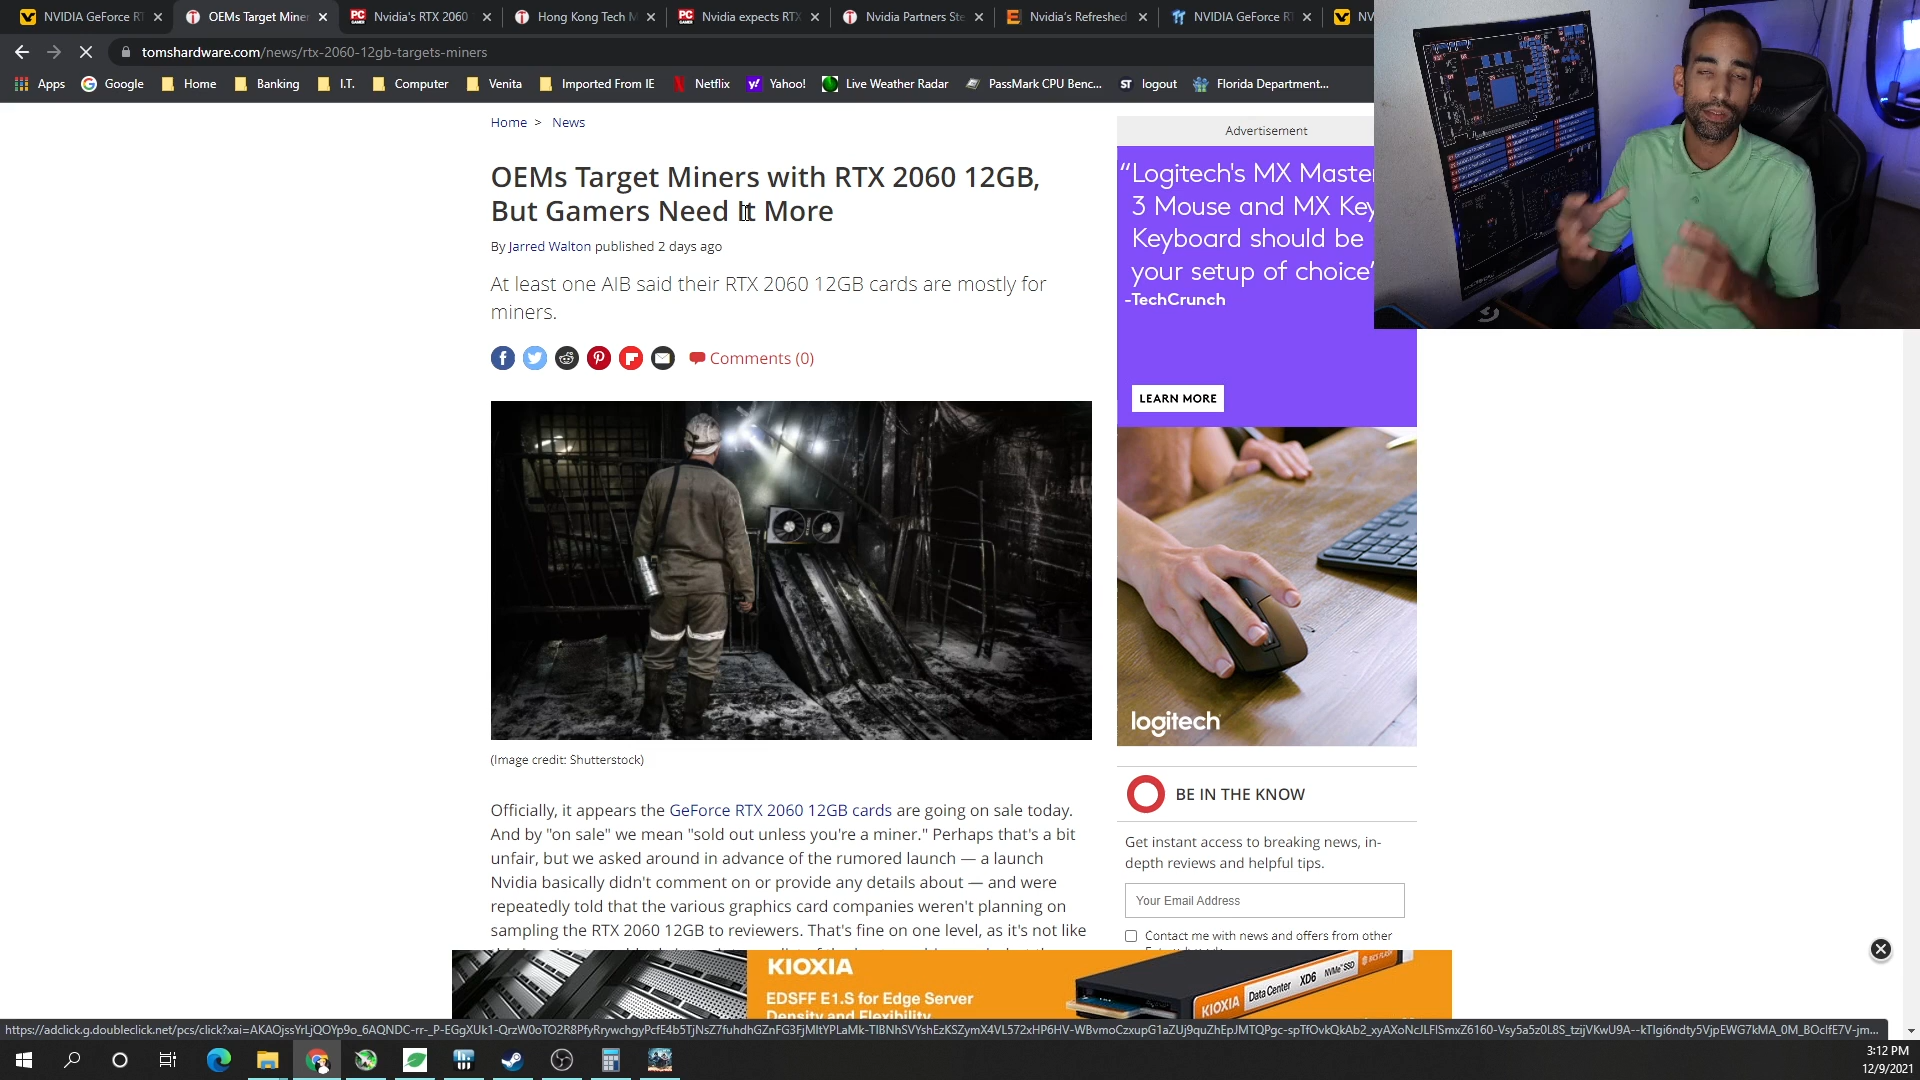 NVIDIA GeForce RT
OEMs Target Miner
Nvidia's RTX 2060
Hong Kong Tech M
Nvidia expects RTX
Nvidia Partners Ste
Nvidia's Refreshed
NVIDIA GeForce RT
NV
tomshardware.com/news/rtx-2060-12gb-targets-miners
Apps
Google
Home
Banking
I.T.
Computer
Venita
Imported From IE
Netflix
Yahoo!
Live Weather Radar
PassMark CPU Benc...
logout
Florida Department...
Home > News
OEMs Target Miners with RTX 2060 12GB,
But Gamers Need It More
By Jarred Walton published 2 days ago
At least one AIB said their RTX 2060 12GB cards are mostly for
miners.
Comments (0)
(Image credit: Shutterstock)
Officially, it appears the GeForce RTX 2060 12GB cards are going on sale today.
And by "on sale" we mean "sold out unless you're a miner." Perhaps that's a bit
unfair, but we asked around in advance of the rumored launch — a launch
Nvidia basically didn't comment on or provide any details about — and were
repeatedly told that the various graphics card companies weren't planning on
sampling the RTX 2060 12GB to reviewers. That's fine on one level, as it's not like
Advertisement
“Logitech's MX Master
3 Mouse and MX Key
Keyboard should be
your setup of choice”
-TechCrunch
LEARN MORE
logitech
BE IN THE KNOW
Get instant access to breaking news, in-
depth reviews and helpful tips.
Your Email Address
Contact me with news and offers from other
KIOXIA
EDSFF E1.S for Edge Server
Density and Flexibility
KIOXIA Data Center XD6 NVMe™ SSD
3:12 PM
12/9/2021